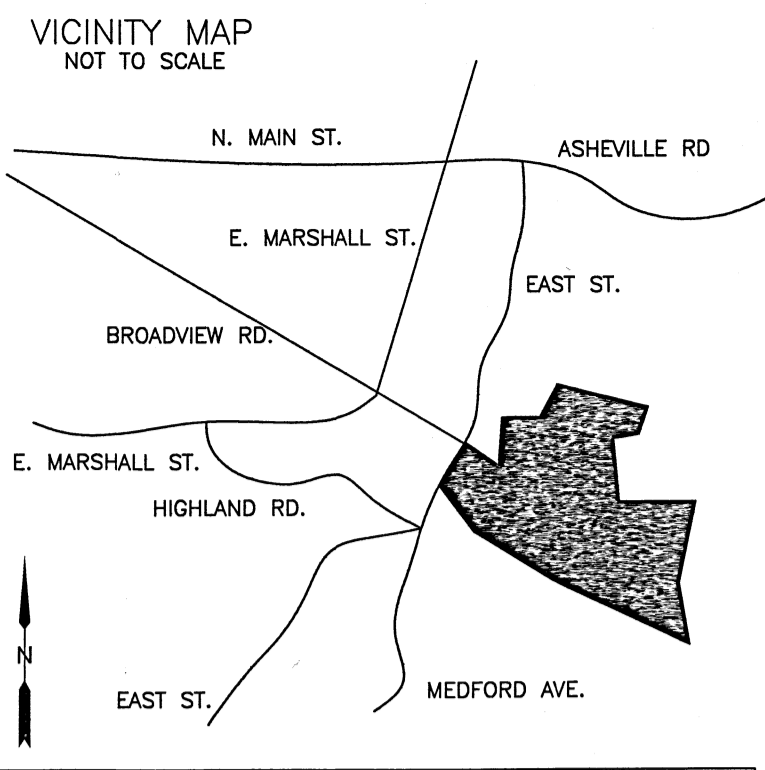 VICINITY MAP
NOT TO SCALE
N. MAIN ST.
ASHEVILLE RD
E. MARSHALL ST.
EAST ST.
BROADVIEW RD.
E. MARSHALL ST.
HIGHLAND RD.
N
EAST ST.
MEDFORD AVE.